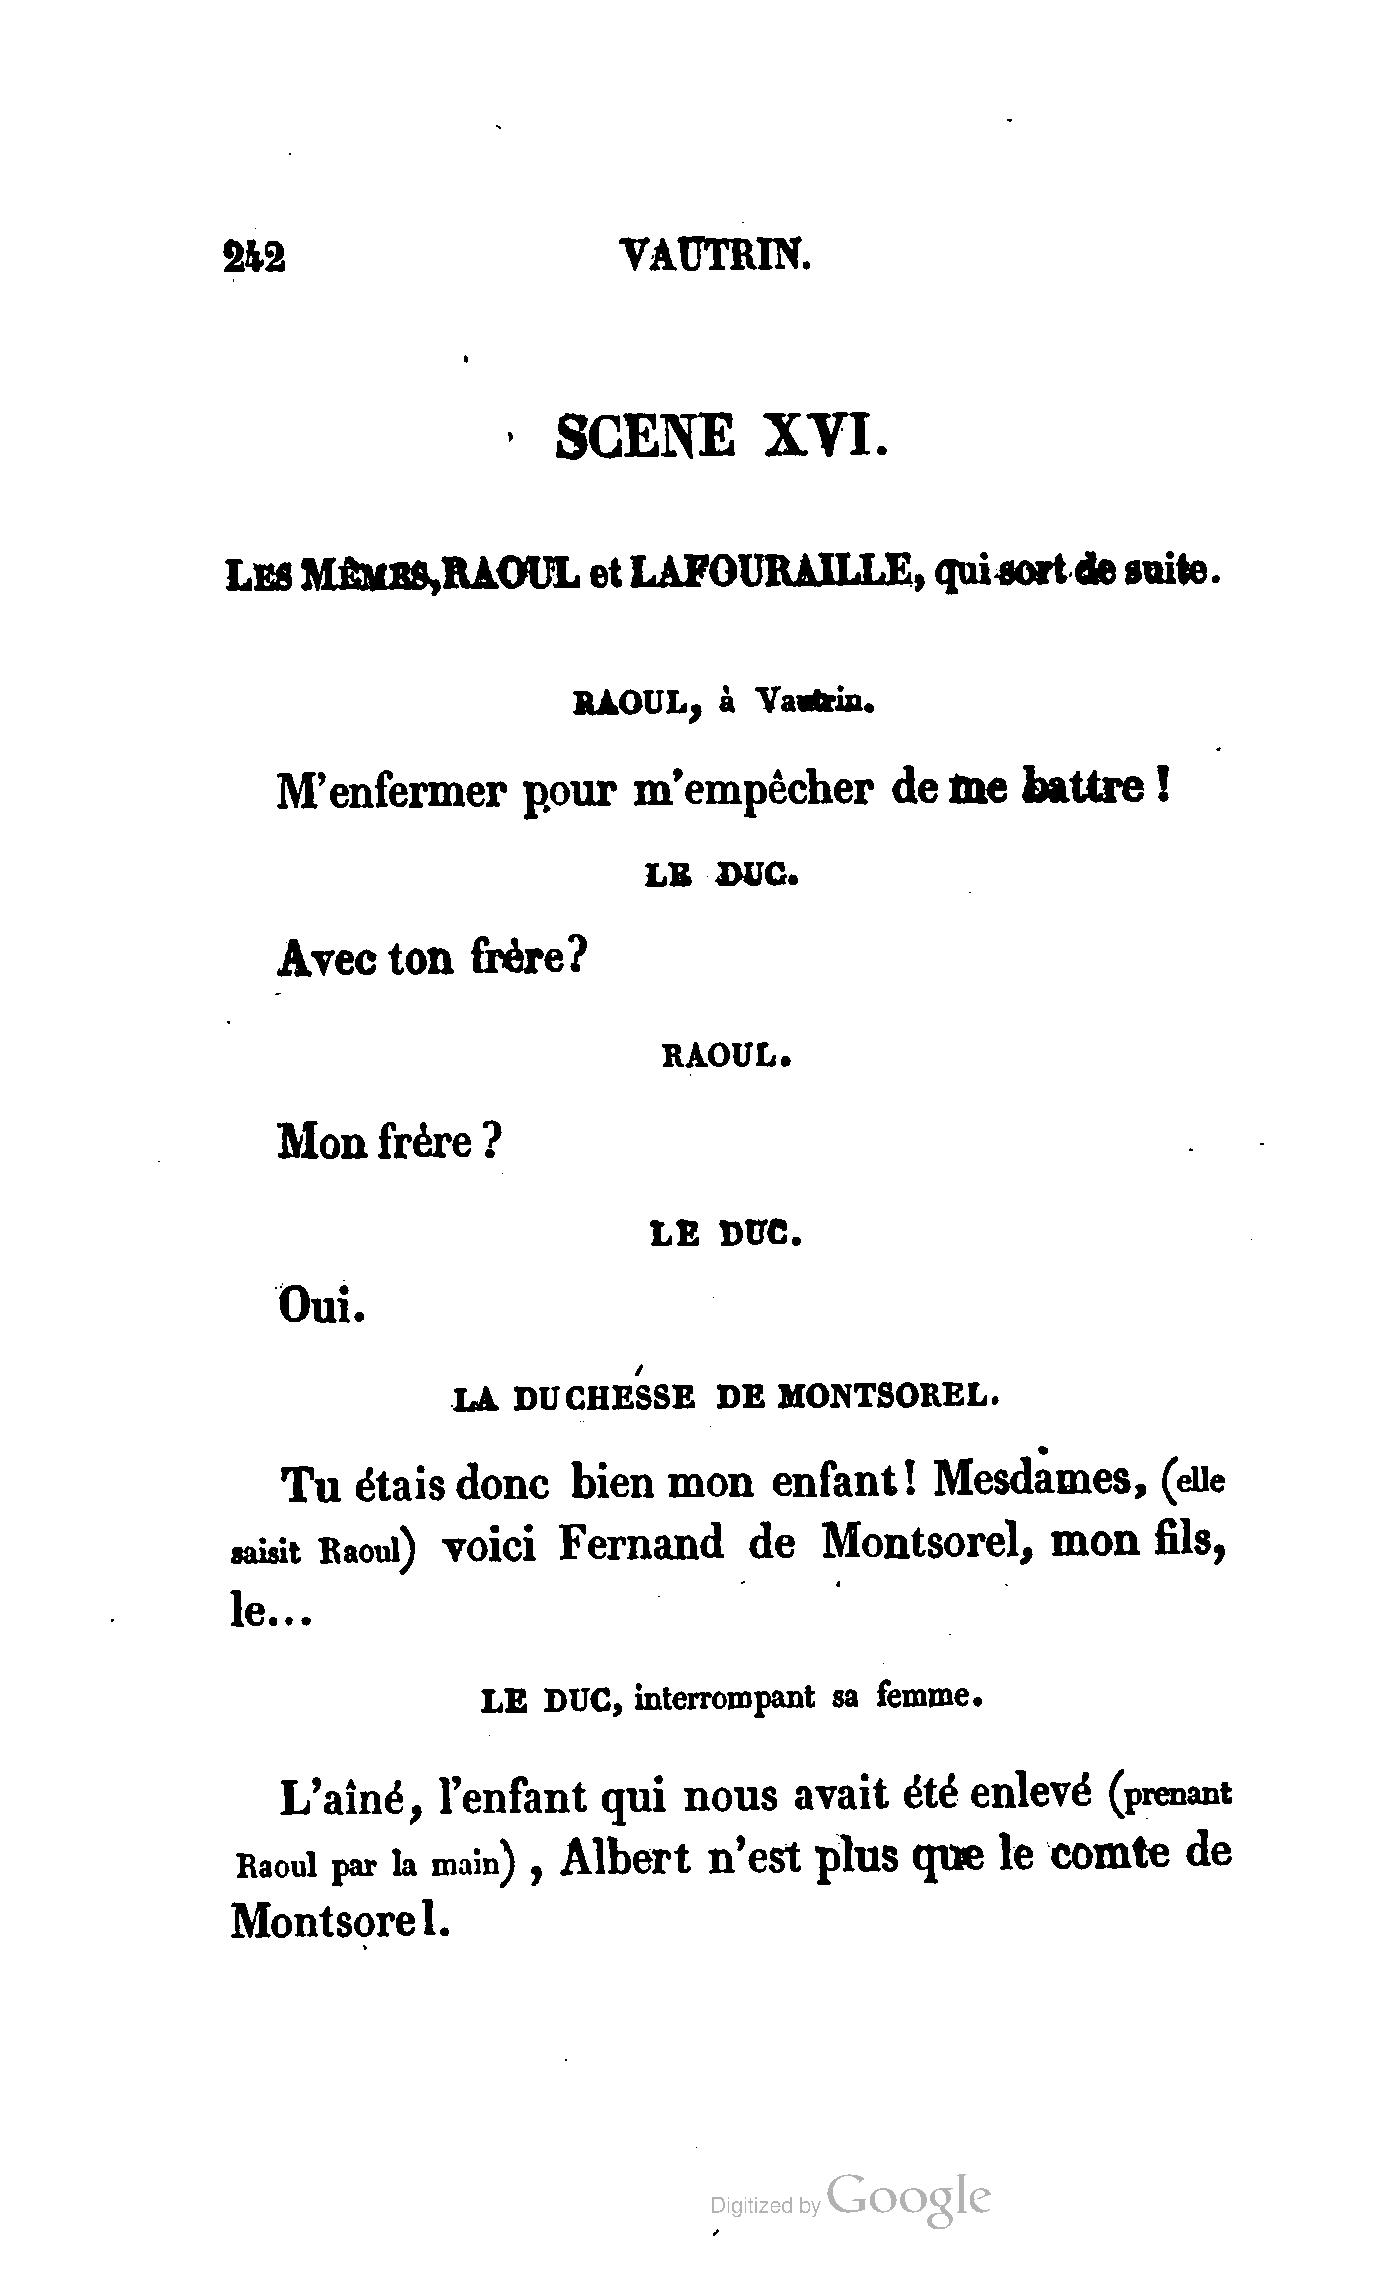 242 VAUTRIN.
SCENE XVI.
LES MÊMES, RAOUL et LAFOURAILLE, qui sort de suite.
RAOUL, à Vautrin.
M'enfermer pour m'empêcher de me battre !
LE DUC.
Avec ton frère?
RAOUL.
Mon frère ?
LE DUC.
Oui.
LA DUCHESSE DE MONTSOREL.
Tu étais donc bien mon enfant! Mesdames, (elle
saisit Raoul) voici Fernand de Montsorel, mon fils,
le...
LE DUC, interrompant sa femme.
L'aîné, l'enfant qui nous avait été enlevé (prenant
Raoul par la main) , Albert n'est plus que le comte de
Montsorel.
Digitized by Google